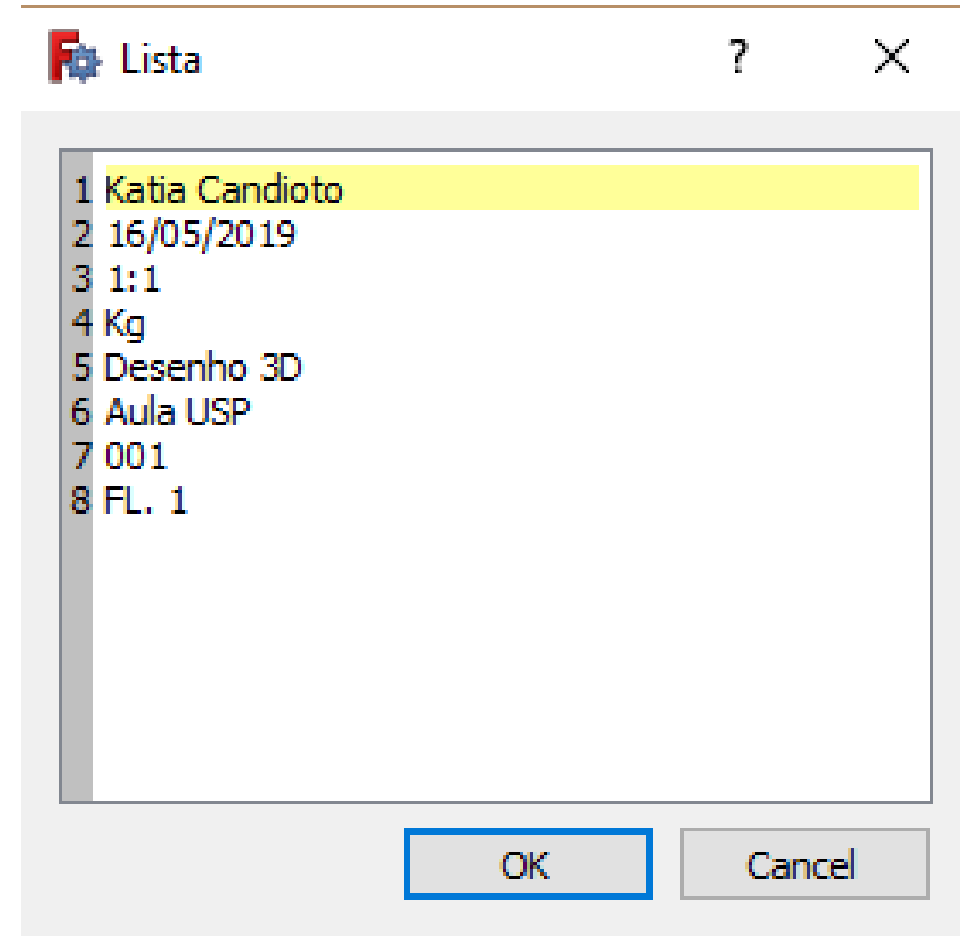 Lista ?
1 Katia Candioto
2 16/05/2019
3 1:1
4 Kg
5 Desenho 3D
6 Aula USP
7 001
8 FL. 1
OK Cancel